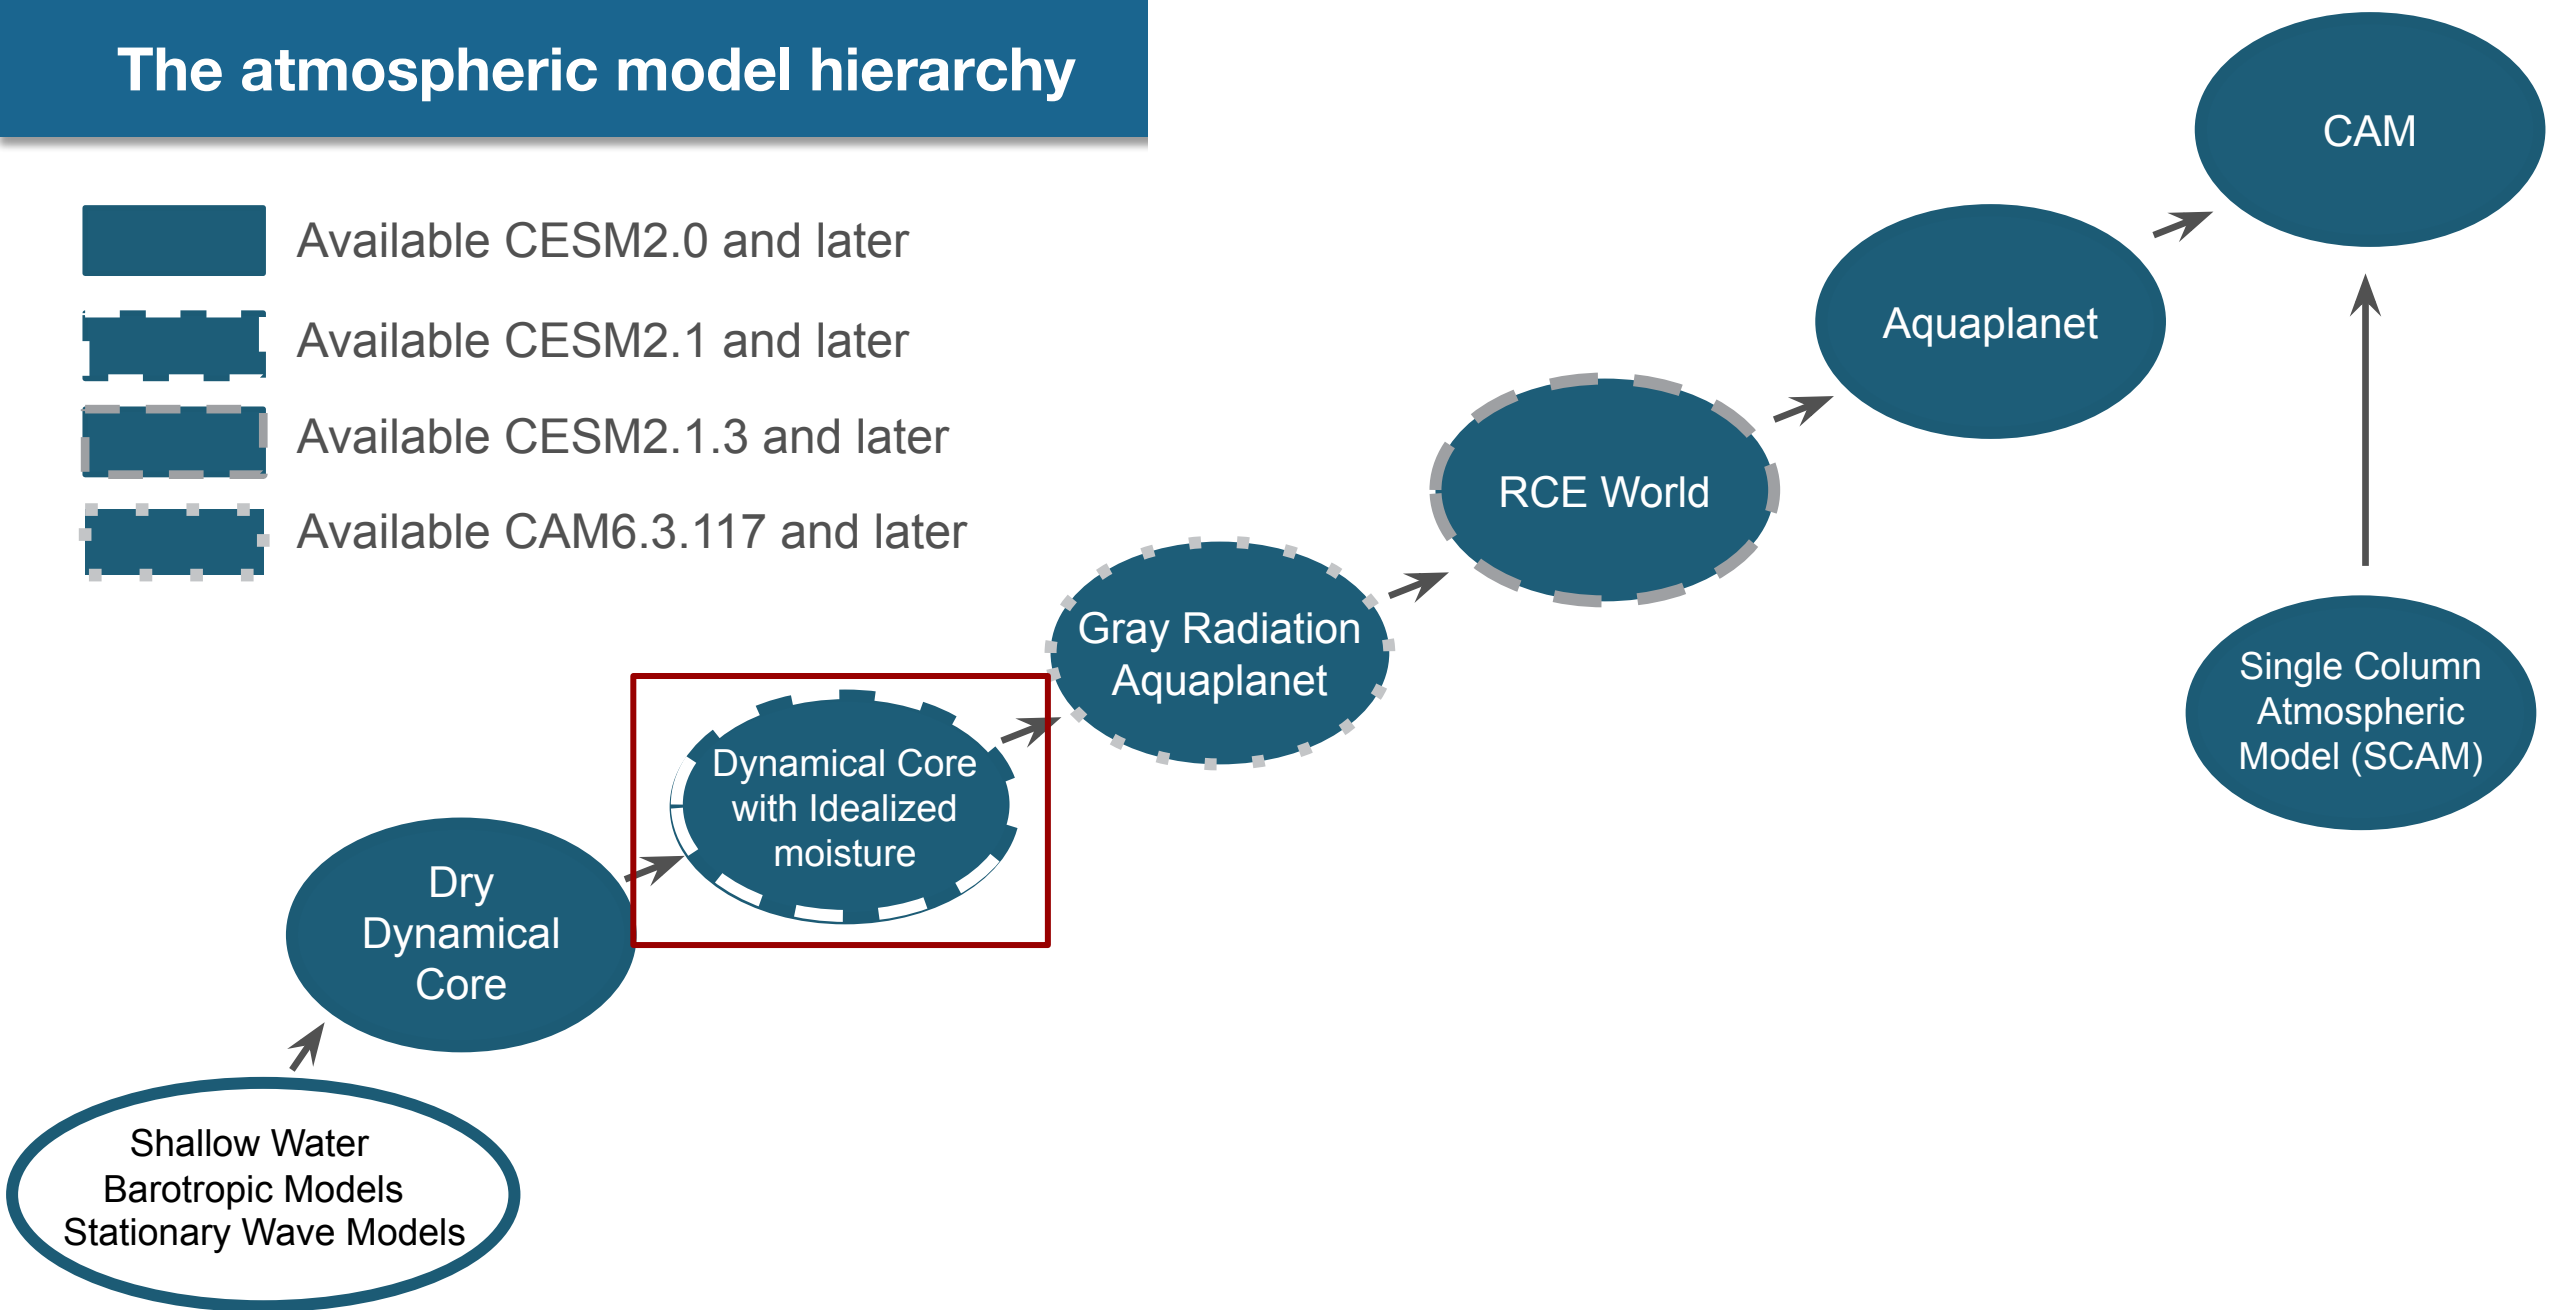 The atmospheric model hierarchy
Available CESM2.0 and later
Available CESM2.1 and later
Available CESM2.1.3 and later
Available CAM6.3.117 and later
CAM
Aquaplanet
RCE World
Gray Radiation
Aquaplanet
Dynamical Core
with Idealized
moisture
Dry
Dynamical
Core
Shallow Water
Barotropic Models
Stationary Wave Models
Single Column
Atmospheric
Model (SCAM)